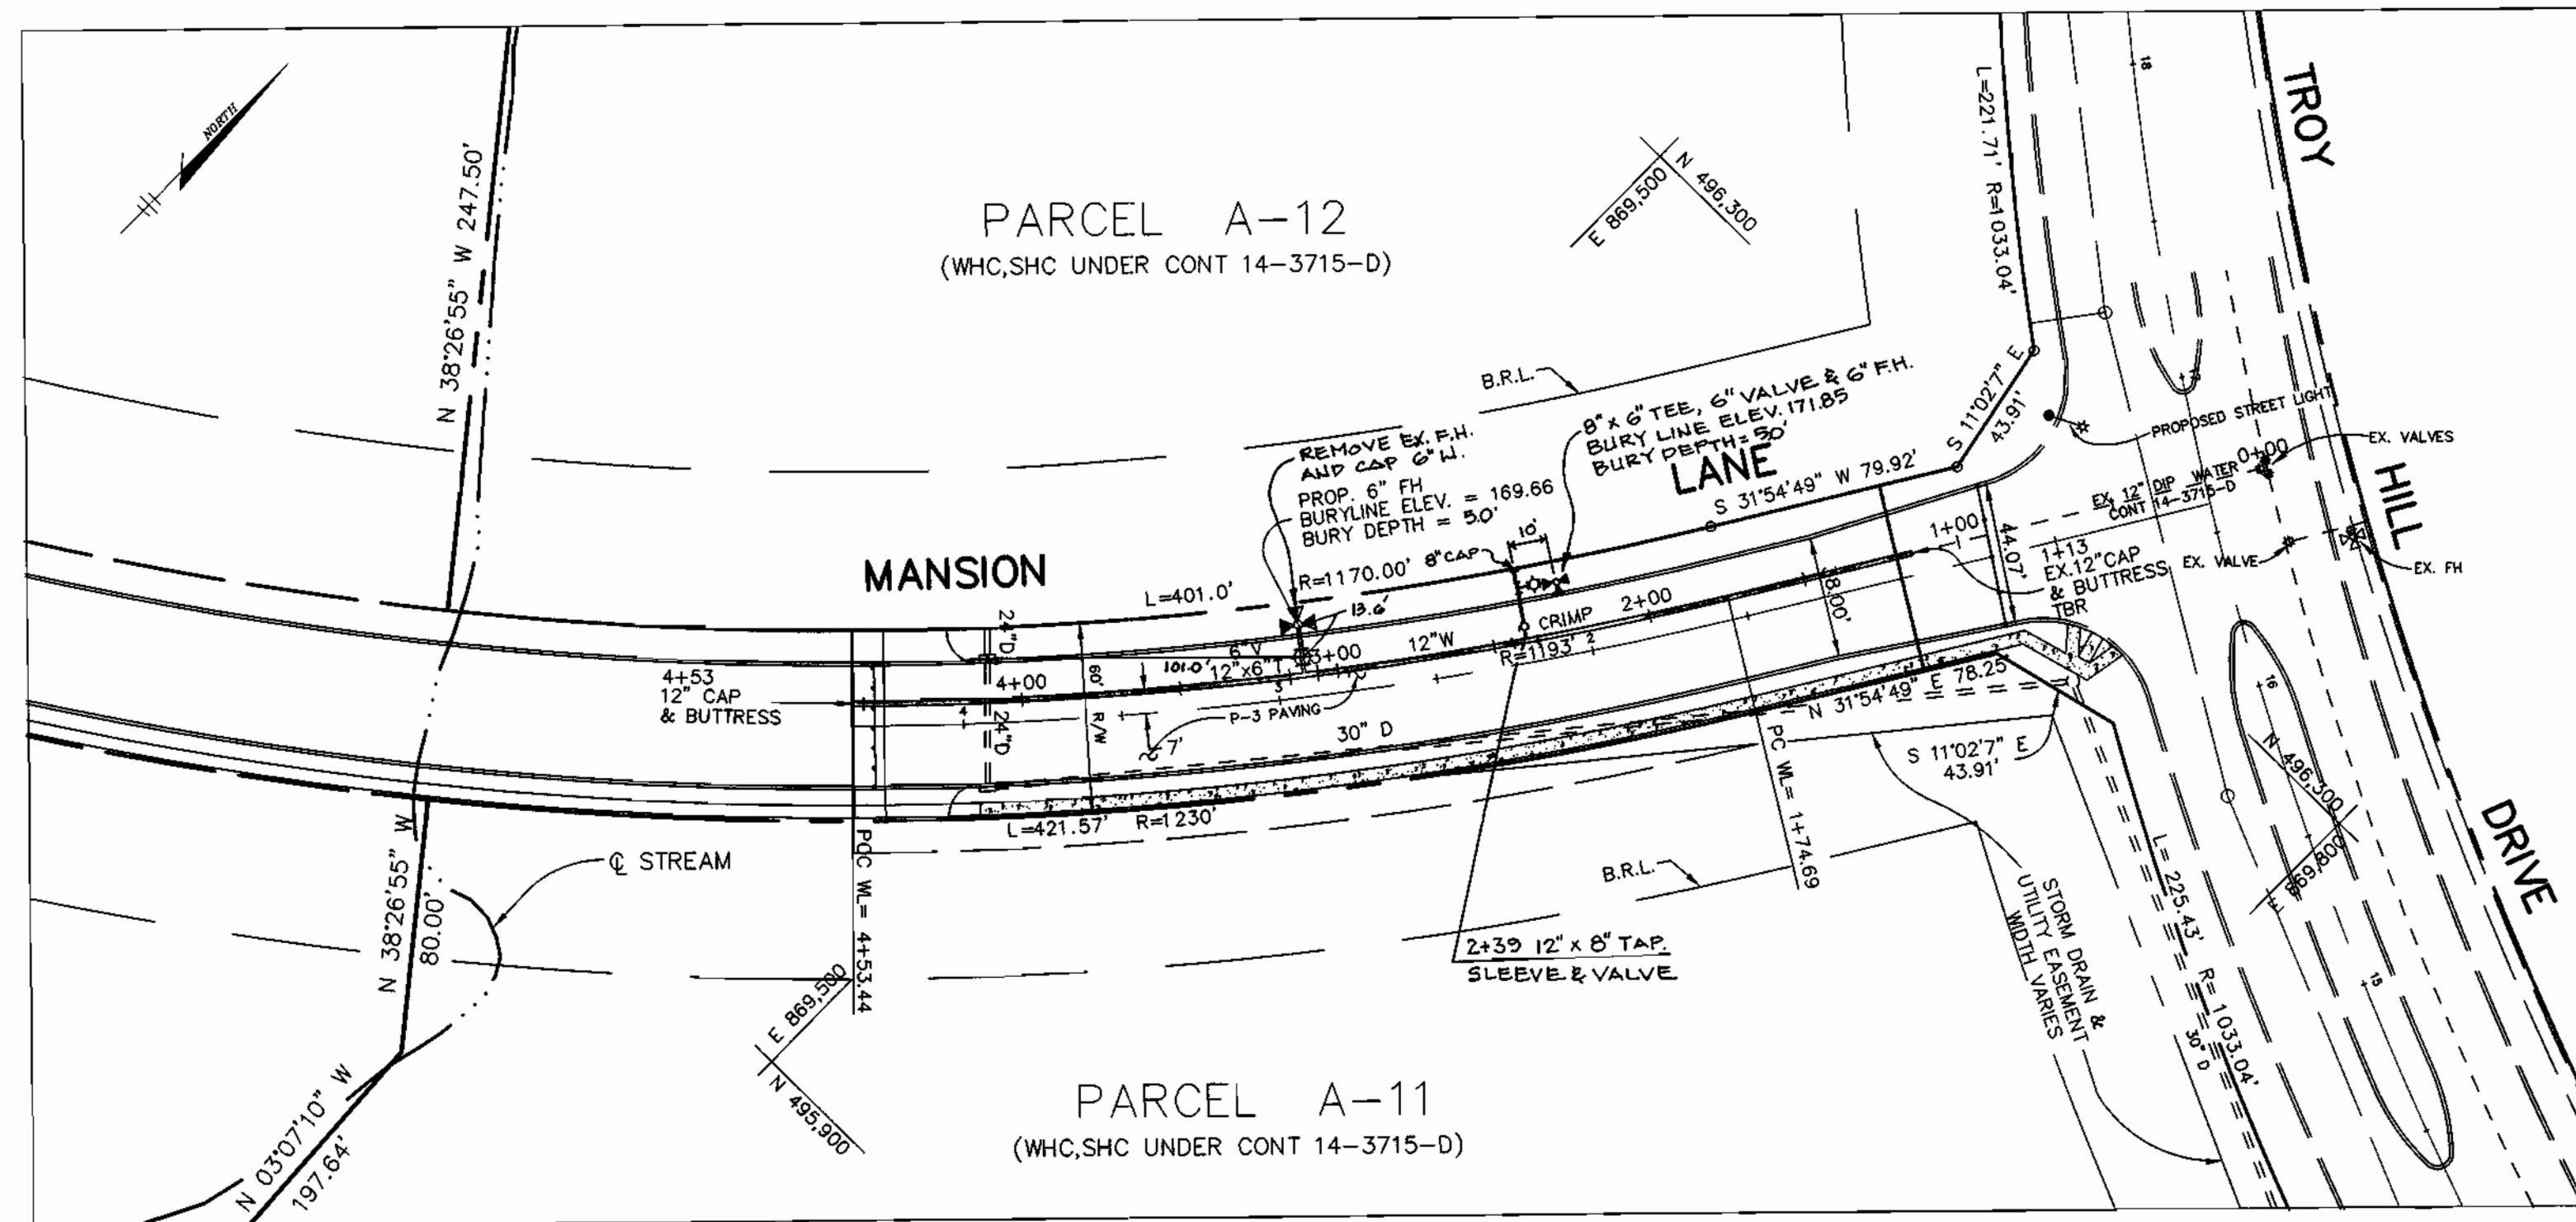 NORTH
N 38°26'55" W 247.50'
PARCEL A-12
(WHC,SHC UNDER CONT 14-3715-D)
N 496,300
E 869,500
L=221.71' R=1033.04'
18
TROY
HILL
DRIVE
B.R.L.
8" x 6" TEE, 6" VALVE & 6" F.H.
BURY LINE ELEV. 171.85
BURY DEPTH = 5.0'
REMOVE EX. F.H.
AND CAP 6" W.
PROP. 6" FH
BURYLINE ELEV. = 169.66
BURY DEPTH = 5.0'
S 11°02'7" E
43.91'
PROPOSED STREET LIGHT
EX. VALVES
0+00
EX. 12" DIP WATER
CONT 14-3715-D
LANE
S 31°54'49" W 79.92'
MANSION
L=401.0'
R=1170.00'
8" CAP
10'
13.6'
1+00
44.07'
1+13
EX.12"CAP
& BUTTRESS
TBR
EX. VALVE
EX. FH
38.00'
2+00
CRIMP
2
R=1193'
12"W
3+00
3
6" V
101.0'
12"x6"T
24"D
60' R/W
4+00
4
4+53
12" CAP
& BUTTRESS
24"D
P-3 PAVING
7'
30" D
N 31°54'49" E 78.25'
PC WL= 1+74.69
S 11°02'7" E
43.91'
L=421.57' R=1230'
POC WL= 4+53.44
℄ STREAM
N 38°26'55" W
80.00'
B.R.L.
2+39 12" x 8" TAP.
SLEEVE & VALVE
STORM DRAIN &
UTILITY EASEMENT
WIDTH VARIES
L= 225.43' R= 1033.04'
30" D
16
N 496,300
E 869,800
15
E 869,500
N 495,900
N 03°07'10" W
197.64'
PARCEL A-11
(WHC,SHC UNDER CONT 14-3715-D)